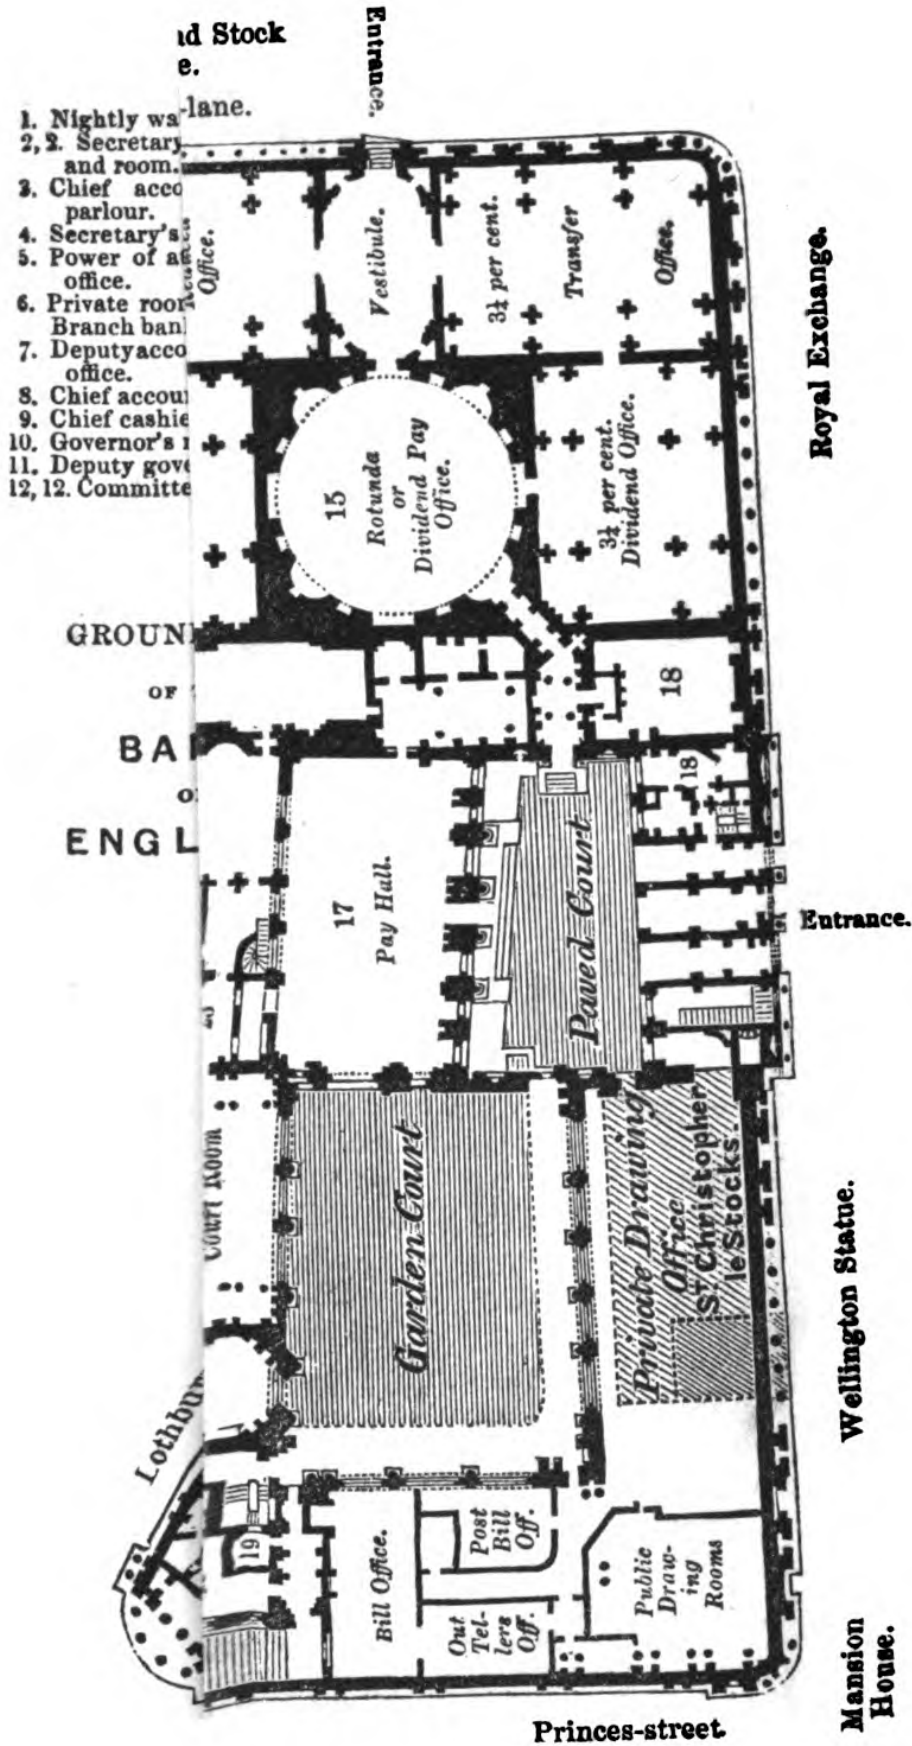 d Stock
e.
Entrance.
-lane.
1. Nightly wa
2, 2. Secretary
and room.
3. Chief acco
parlour.
4. Secretary's
5. Power of a
office.
6. Private roo
Branch ban
7. Deputy acco
office.
8. Chief accou
9. Chief cashie
10. Governor's
11. Deputy gove
12, 12. Committe
Office.
Vestibule.
3¼ per cent.
Transfer
Office.
Royal Exchange.
15
Rotunda
or
Dividend Pay
Office.
3¼ per cent.
Dividend Office.
GROUN
OF
BA
O
ENGL
18
18
17
Pay Hall.
Paved Court
Entrance.
Court Room
Garden Court
Private Drawing
Office
St Christopher
le Stocks.
Wellington Statue.
Lothbu
19
Bill Office.
Post
Bill
Off.
Out
Tel-
lers
Off.
Public
Draw-
ing
Rooms
Mansion
House.
Princes-street.